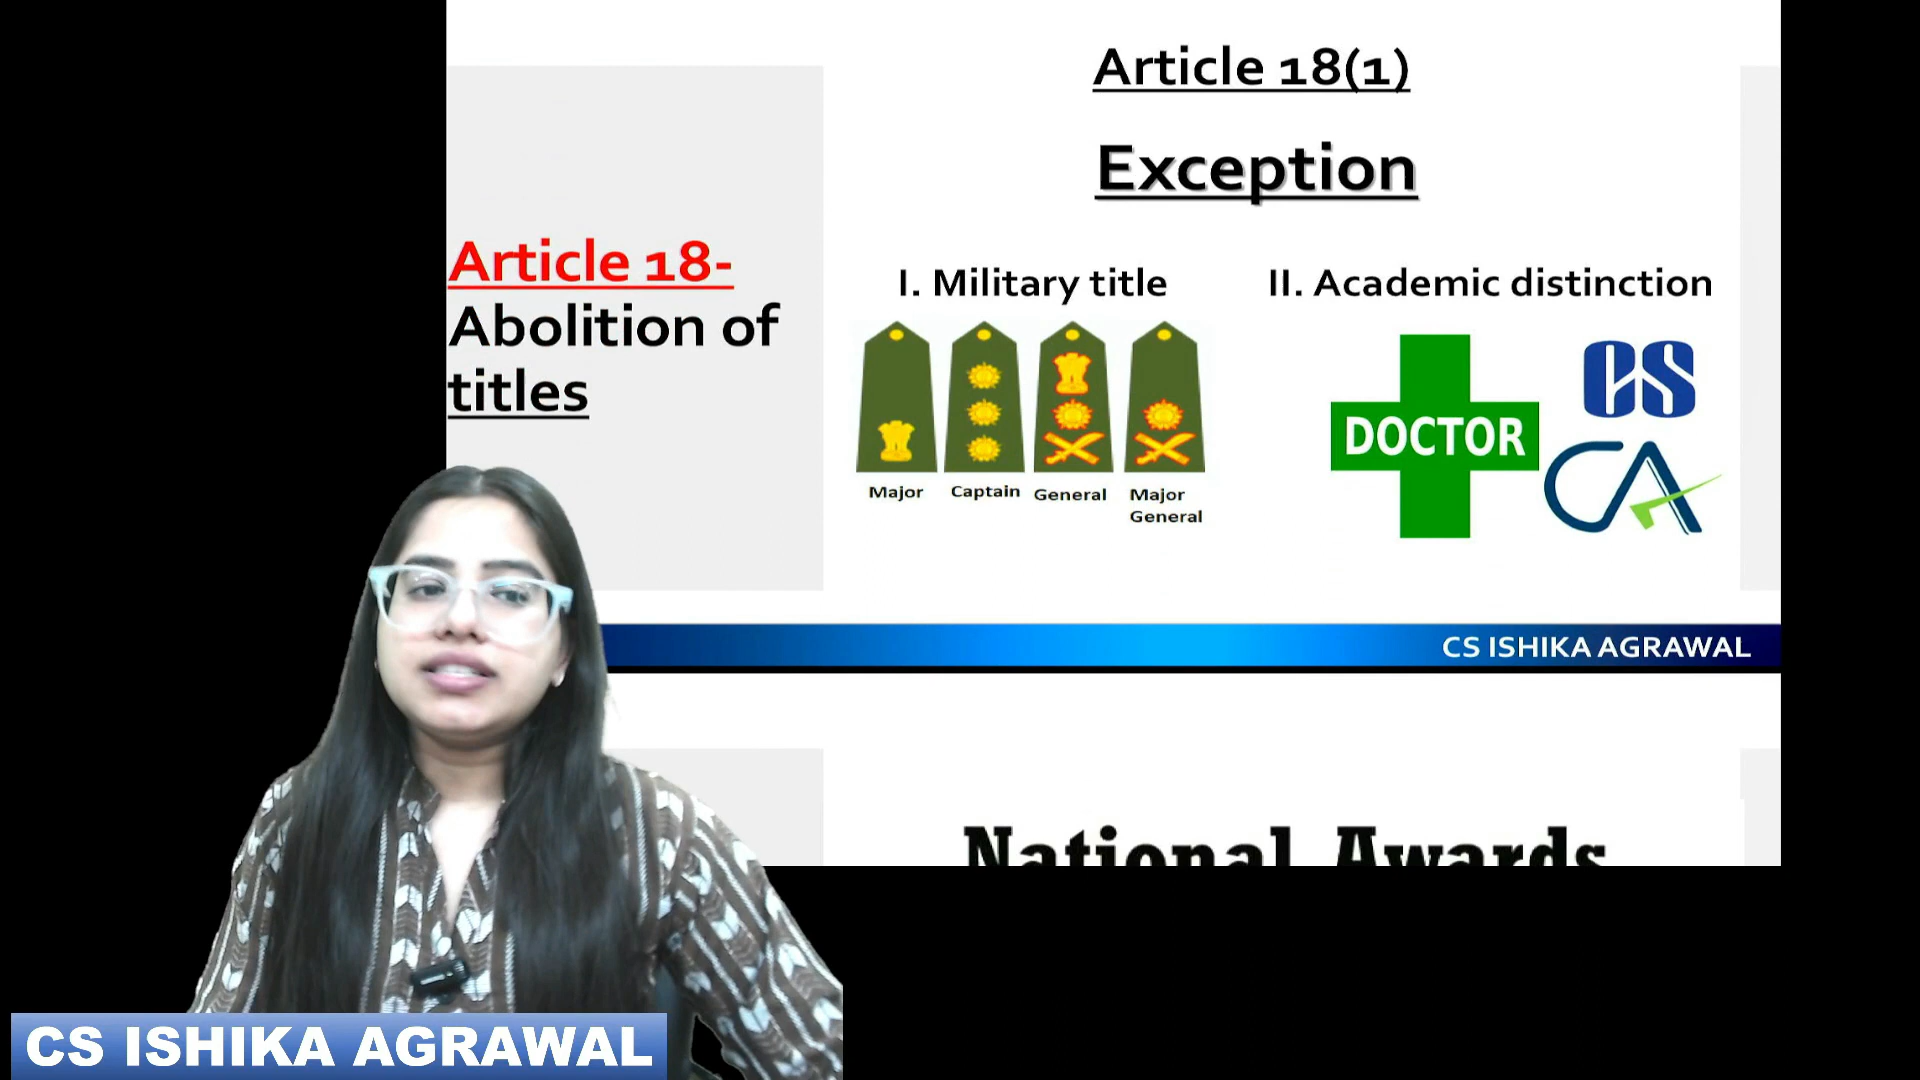 Article 18(1)
Exception
Article 18-
Abolition of
titles
I. Military title
II. Academic distinction
Major
Captain
General
Major
General
DOCTOR
CS
CA
CS ISHIKA AGRAWAL
National Awards
CS ISHIKA AGRAWAL